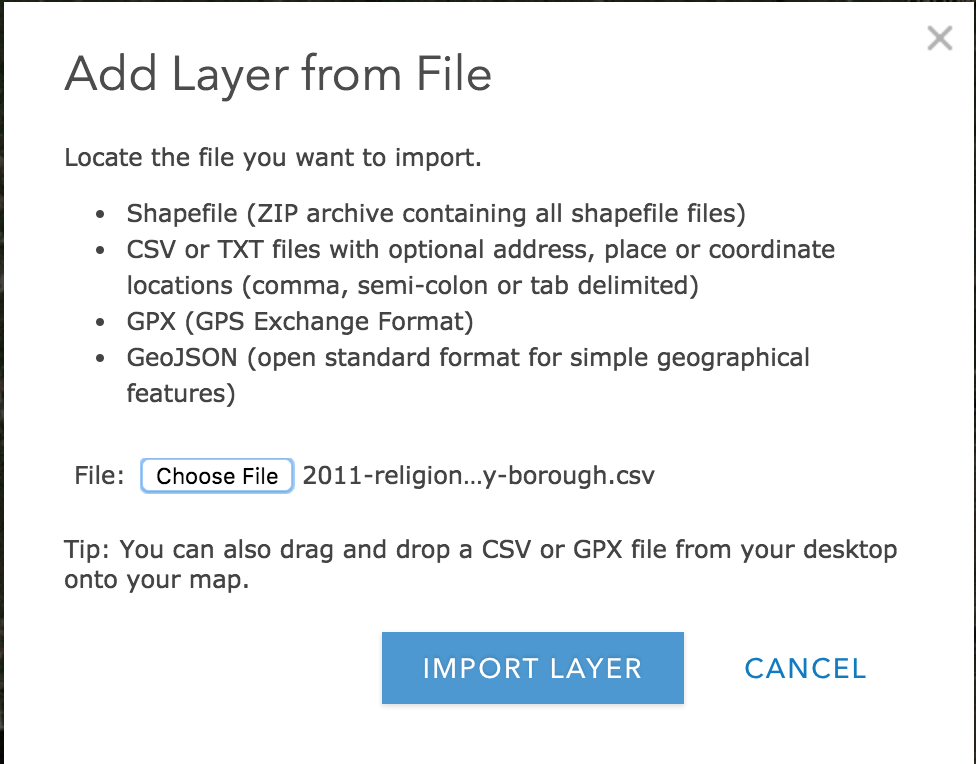 Add Layer from File
Locate the file you want to import.
• Shapefile (ZIP archive containing all shapefile files)
• CSV or TXT files with optional address, place or coordinate
locations (comma, semi-colon or tab delimited)
• GPX (GPS Exchange Format)
• GeoJSON (open standard format for simple geographical
features)
File: Choose File 2011-religion...y-borough.csv
Tip: You can also drag and drop a CSV or GPX file from your desktop
onto your map.
IMPORT LAYER CANCEL